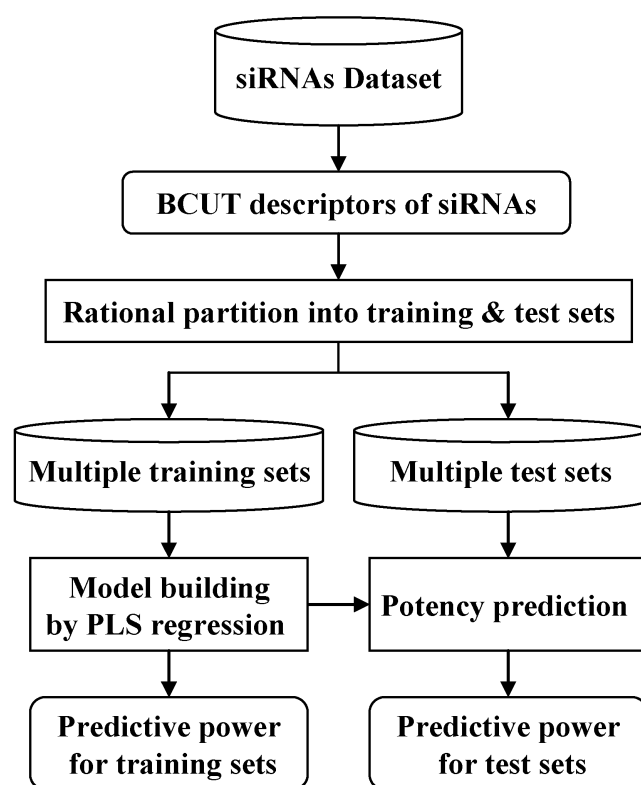 siRNAs Dataset
BCUT descriptors of siRNAs
Rational partition into training & test sets
Multiple training sets
Multiple test sets
Model building
by PLS regression
Potency prediction
Predictive power
for training sets
Predictive power
for test sets